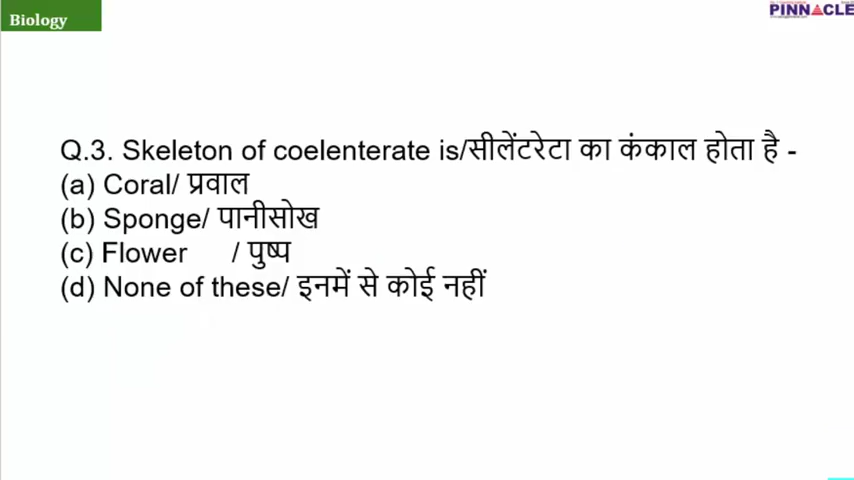 Biology
PINNACLE
Q.3. Skeleton of coelenterate is/सीलेंटरेटा का कंकाल होता है -
(a) Coral/ प्रवाल
(b) Sponge/ पानीसोख
(c) Flower / पुष्प
(d) None of these/ इनमें से कोई नहीं